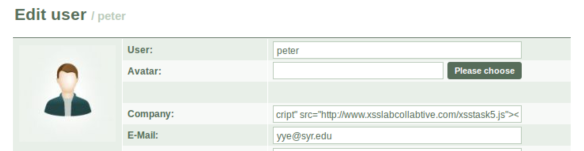 Edit user / peter
User: peter
Avatar: Please choose
Company: cript" src="http://www.xsslabcollabtive.com/xsstask5.js"><
E-Mail: yye@syr.edu